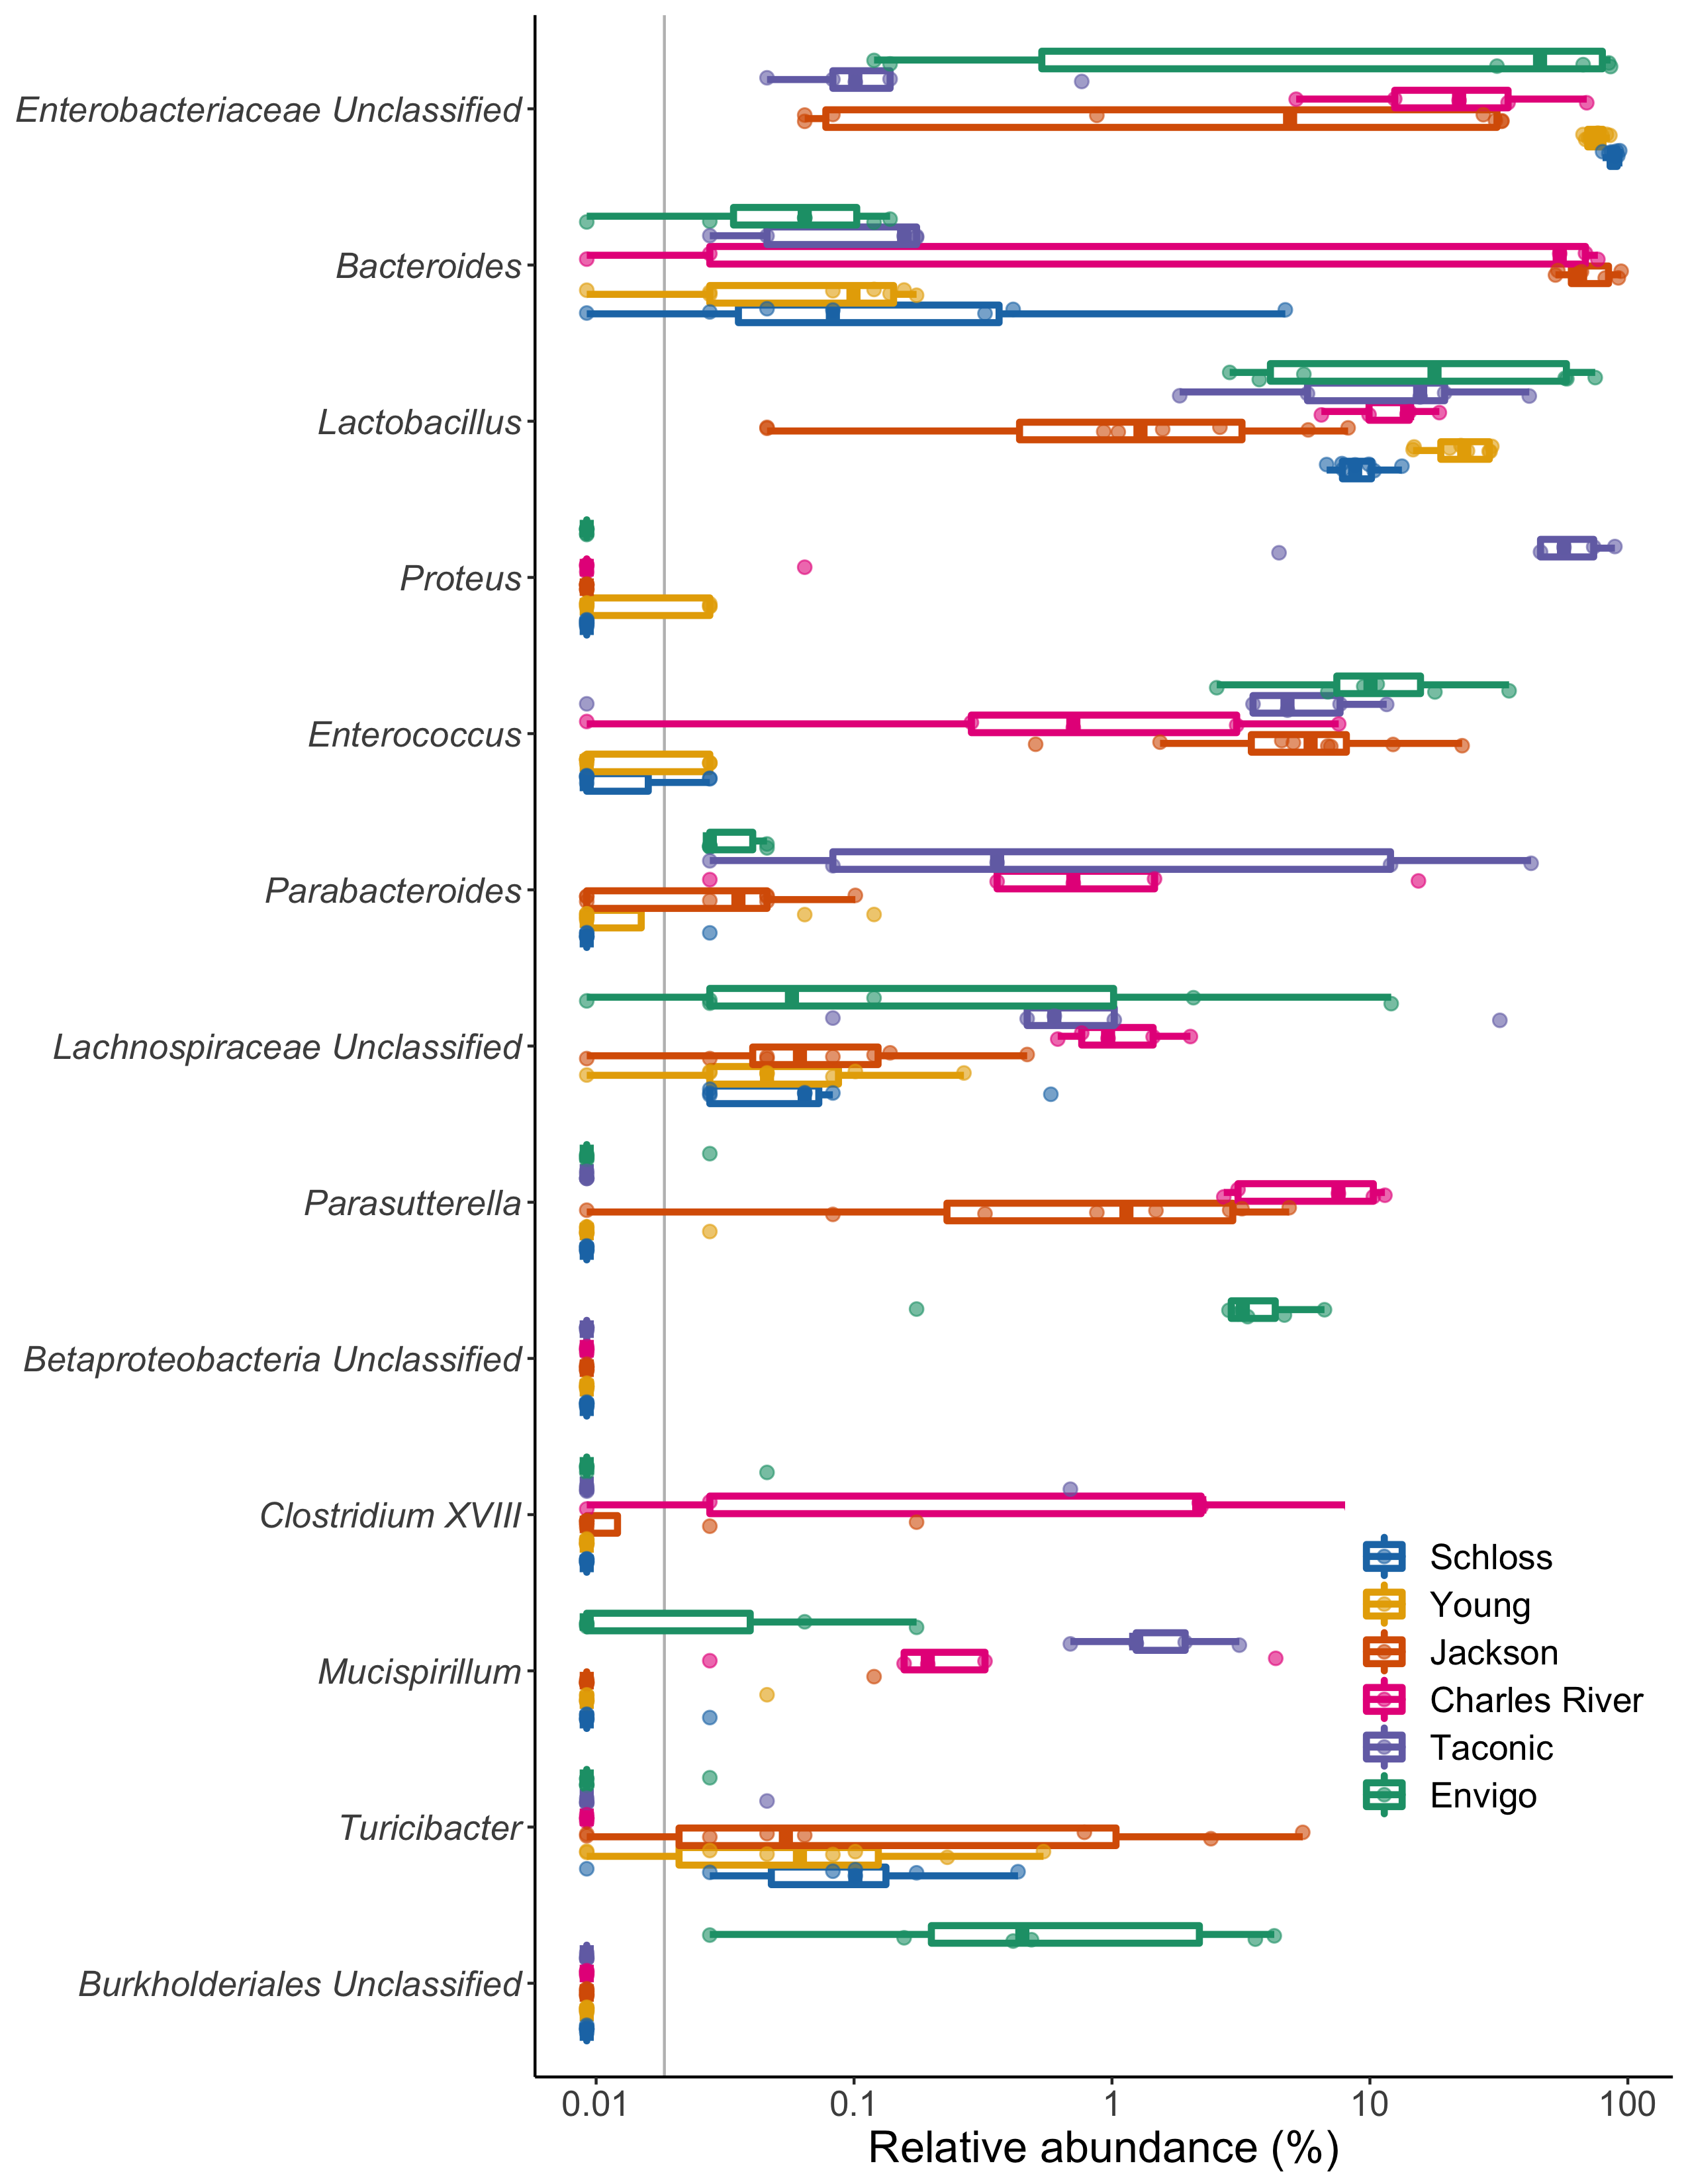 Enterobacteriaceae Unclassified
Bacteroides
Lactobacillus
Proteus
Enterococcus
Parabacteroides
Lachnospiraceae Unclassified
Parasutterella
Betaproteobacteria Unclassified
Clostridium XVIII
Mucispirillum
Turicibacter
Burkholderiales Unclassified
Schloss
Young
Jackson
Charles River
Taconic
Envigo
0.01 0.1 1 10 100
Relative abundance (%)